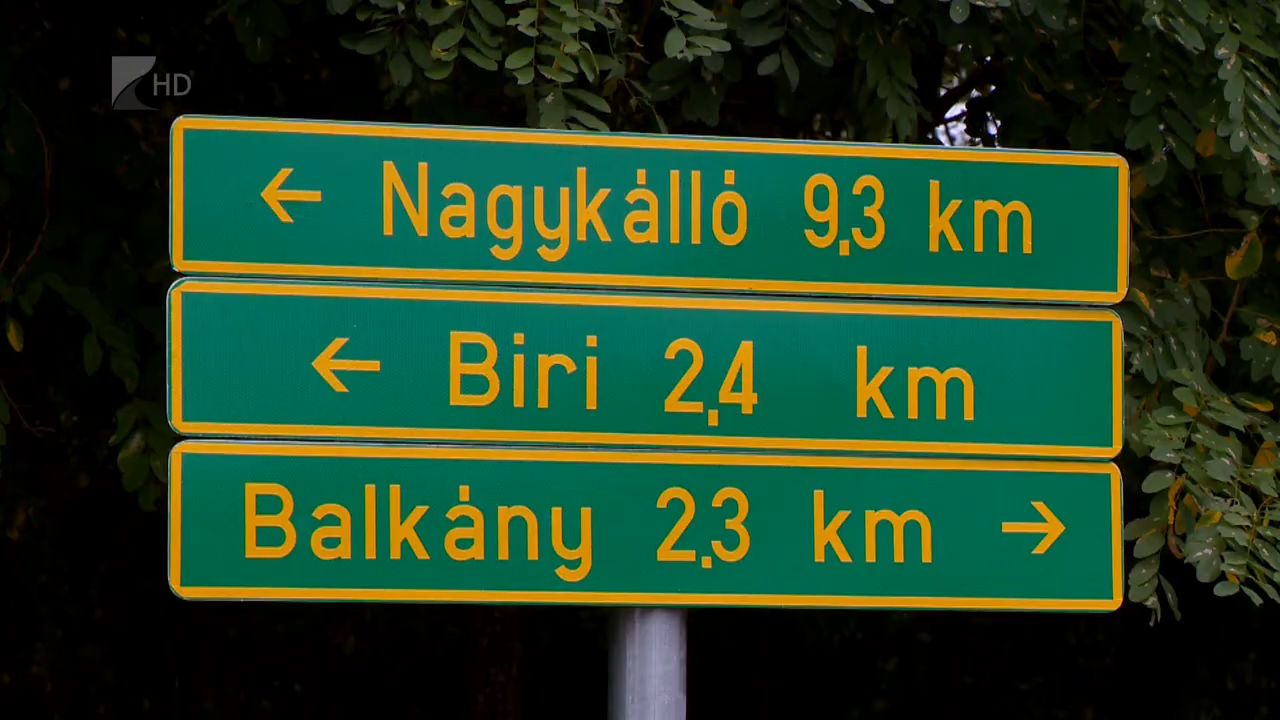 HD
← Nagykálló 9,3 km
← Biri 2,4 km
Balkány 2,3 km →